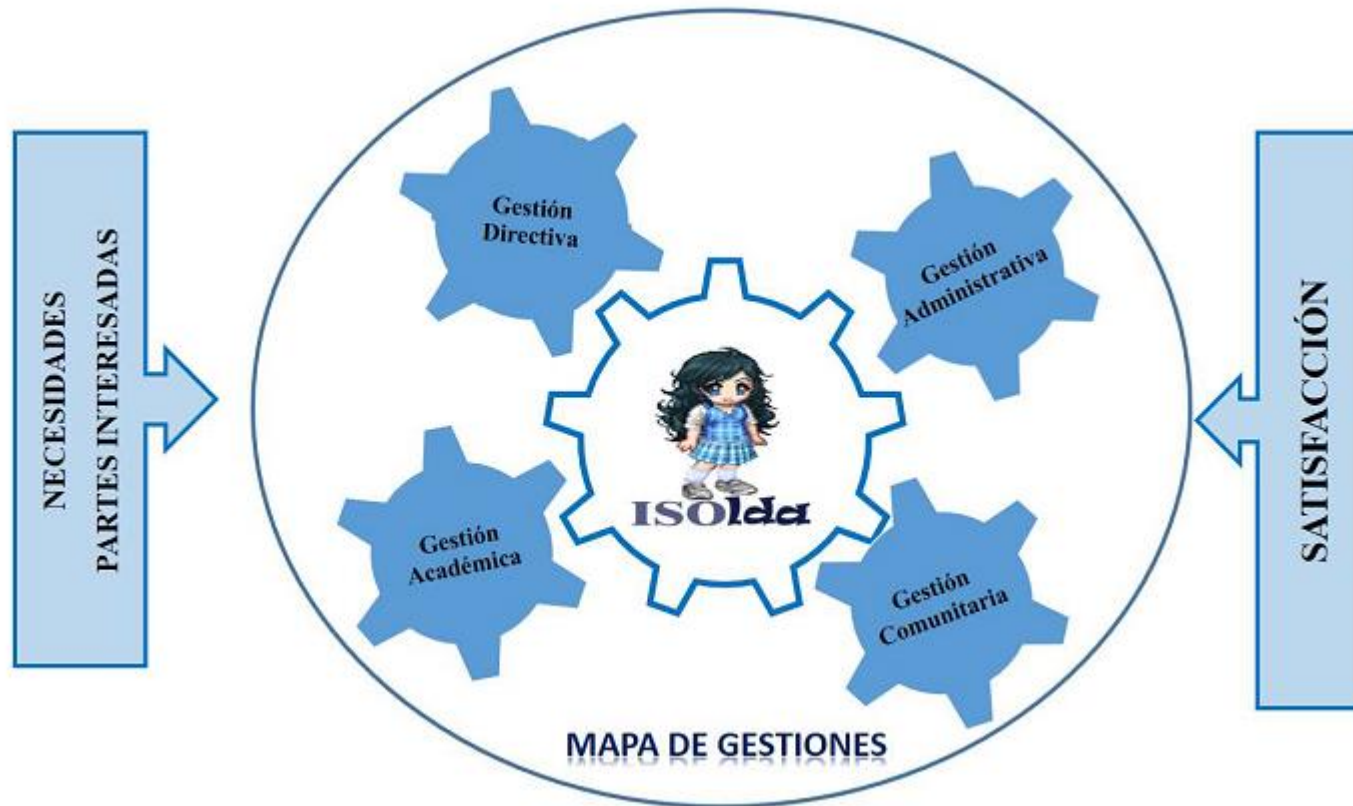 NECESIDADES
PARTES INTERESADAS
Gestión
Directiva
Gestión
Administrativa
ISOlda
Gestión
Académica
Gestión
Comunitaria
MAPA DE GESTIONES
SATISFACCIÓN